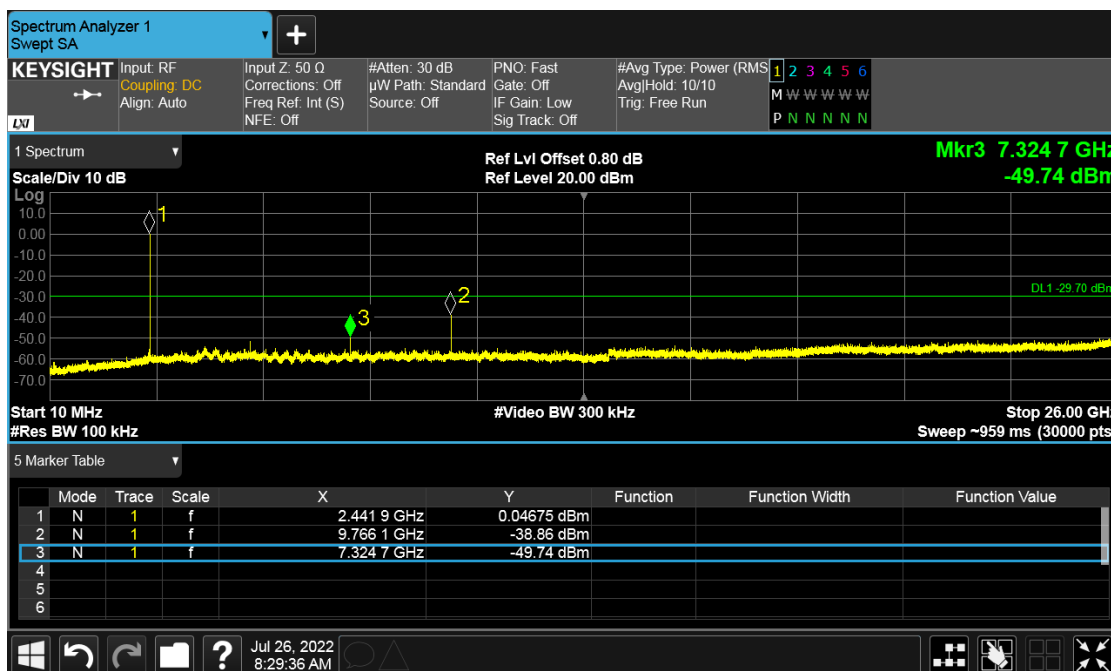 Spectrum Analyzer 1
Swept SA
+
KEYSIGHT
LXI
Input: RF
Coupling: DC
Align: Auto
Input Z: 50 Ω
Corrections: Off
Freq Ref: Int (S)
NFE: Off
#Atten: 30 dB
µW Path: Standard
Source: Off
PNO: Fast
Gate: Off
IF Gain: Low
Sig Track: Off
#Avg Type: Power (RMS
Avg|Hold: 10/10
Trig: Free Run
1 2 3 4 5 6
M W W W W W
P N N N N N
1 Spectrum
Scale/Div 10 dB
Ref Lvl Offset 0.80 dB
Ref Level 20.00 dBm
Mkr3 7.324 7 GHz
-49.74 dBm
Log
10.0
0.00
-10.0
-20.0
-30.0
-40.0
-50.0
-60.0
-70.0
1
2
3
DL1 -29.70 dBm
Start 10 MHz
#Res BW 100 kHz
#Video BW 300 kHz
Stop 26.00 GHz
Sweep ~959 ms (30000 pts
5 Marker Table
Mode Trace Scale X Y Function Function Width Function Value
1 N 1 f 2.441 9 GHz 0.04675 dBm
2 N 1 f 9.766 1 GHz -38.86 dBm
3 N 1 f 7.324 7 GHz -49.74 dBm
4
5
6
?
Jul 26, 2022
8:29:36 AM